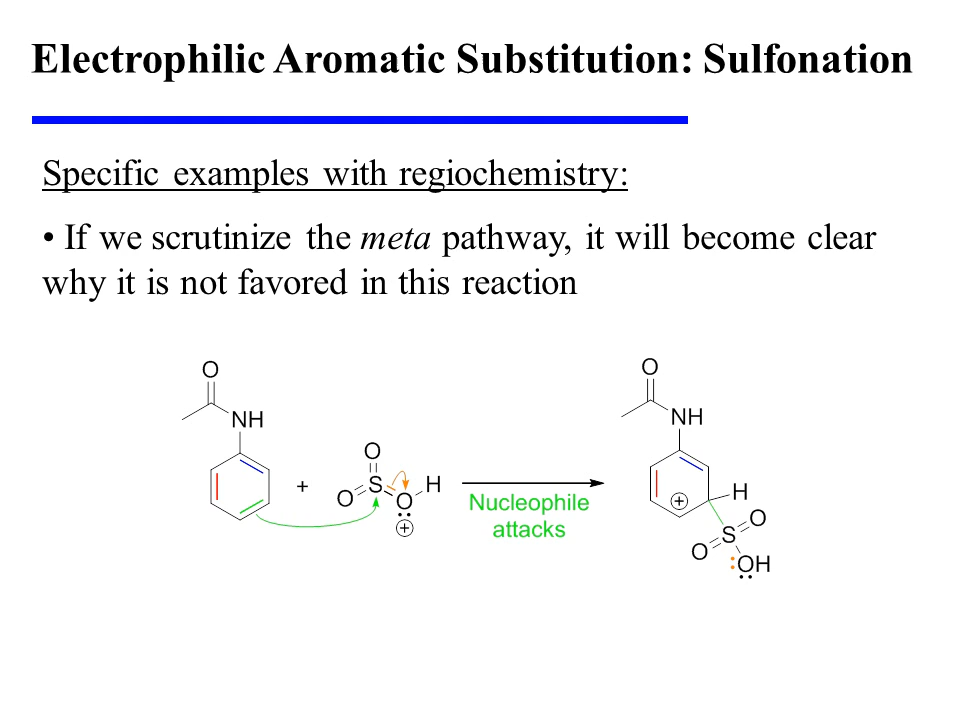 Electrophilic Aromatic Substitution: Sulfonation
Specific examples with regiochemistry:
• If we scrutinize the meta pathway, it will become clear
why it is not favored in this reaction
O
NH
+
O
S
O
O
H
+
Nucleophile
attacks
O
NH
+
H
S
O
O
OH